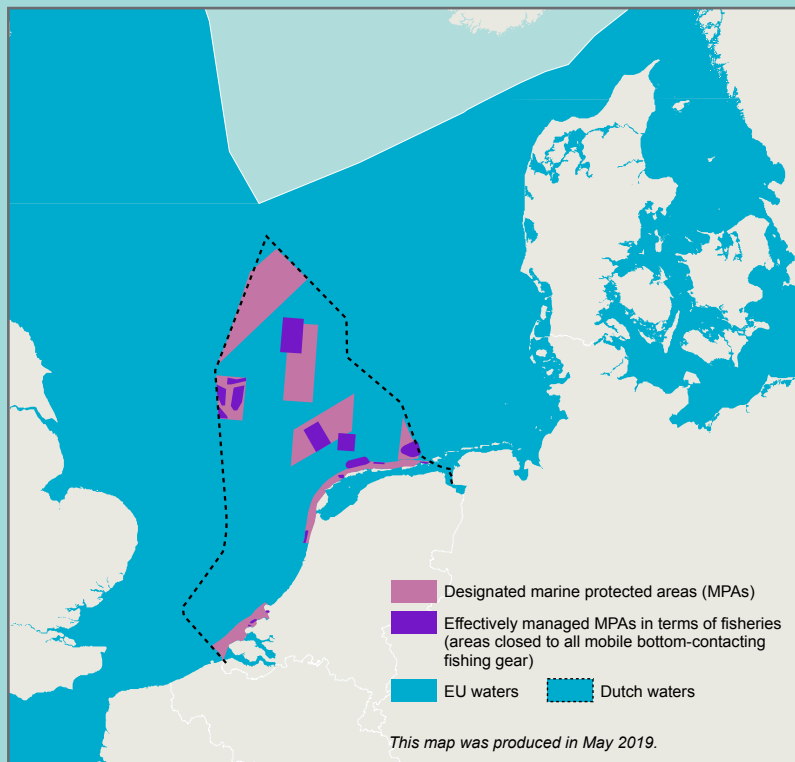 Designated marine protected areas (MPAs)
Effectively managed MPAs in terms of fisheries
(areas closed to all mobile bottom-contacting
fishing gear)
EU waters
Dutch waters
This map was produced in May 2019.